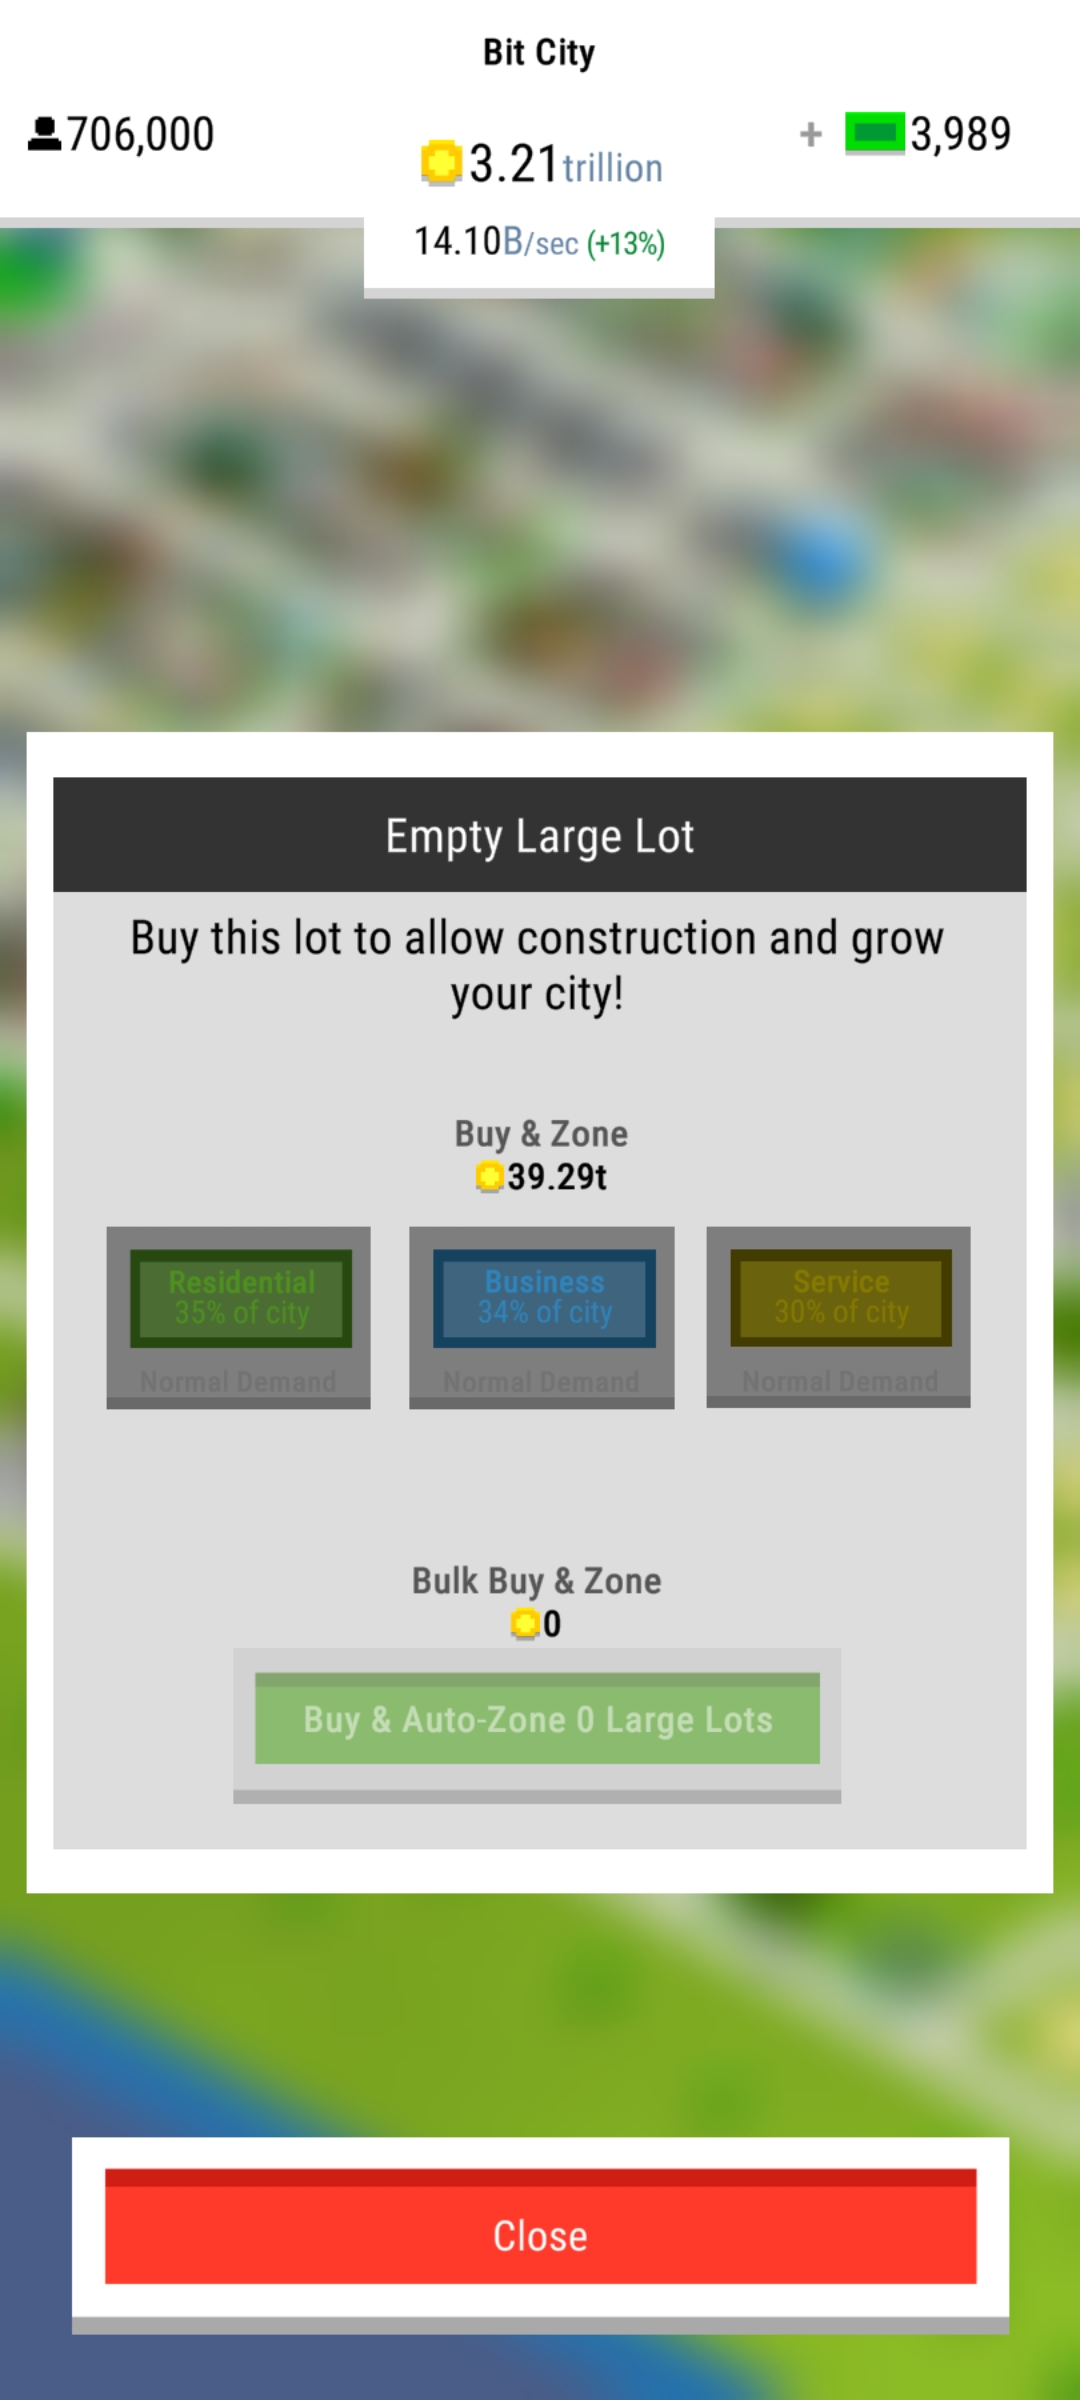 Bit City
706,000
3.21 trillion
+ 3,989
14.10B/sec (+13%)
Empty Large Lot
Buy this lot to allow construction and grow
your city!
Buy & Zone
39.29t
Residential
35% of city
Normal Demand
Business
34% of city
Normal Demand
Service
30% of city
Normal Demand
Bulk Buy & Zone
0
Buy & Auto-Zone 0 Large Lots
Close